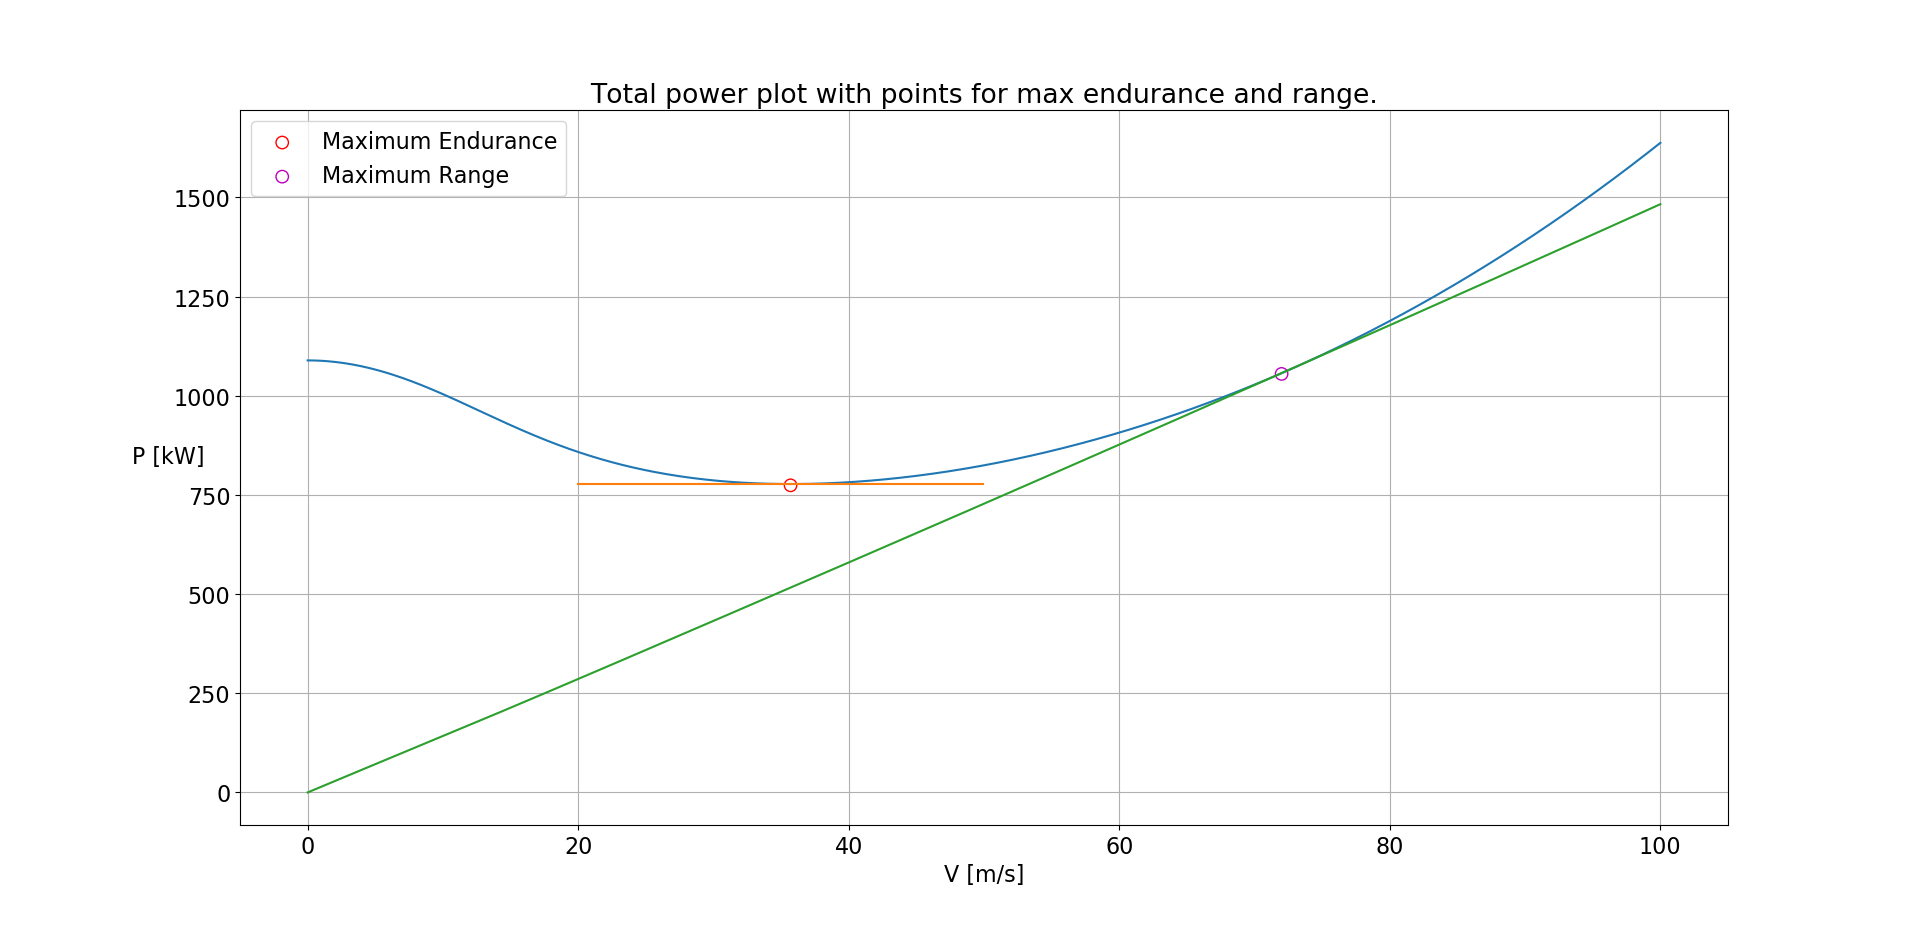 Total power plot with points for max endurance and range.
Maximum Endurance
Maximum Range
1500
1250
1000
P [kW]
750
500
250
0
0 20 40 60 80 100
V [m/s]